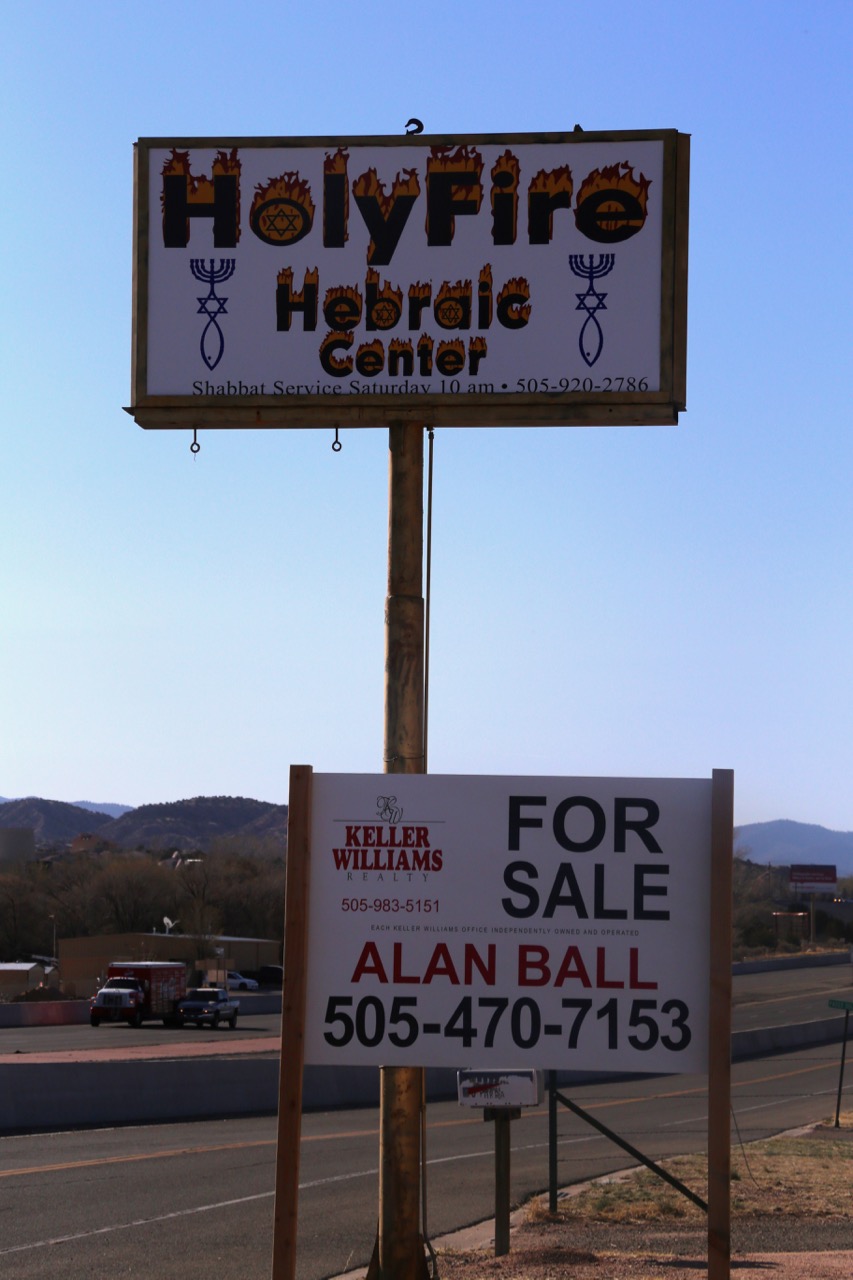 HolyFire
Hebraic
Center
Shabbat Service Saturday 10 am • 505-920-2786
KW
KELLER
WILLIAMS
REALTY
505-983-5151
FOR
SALE
EACH KELLER WILLIAMS OFFICE INDEPENDENTLY OWNED AND OPERATED
ALAN BALL
505-470-7153